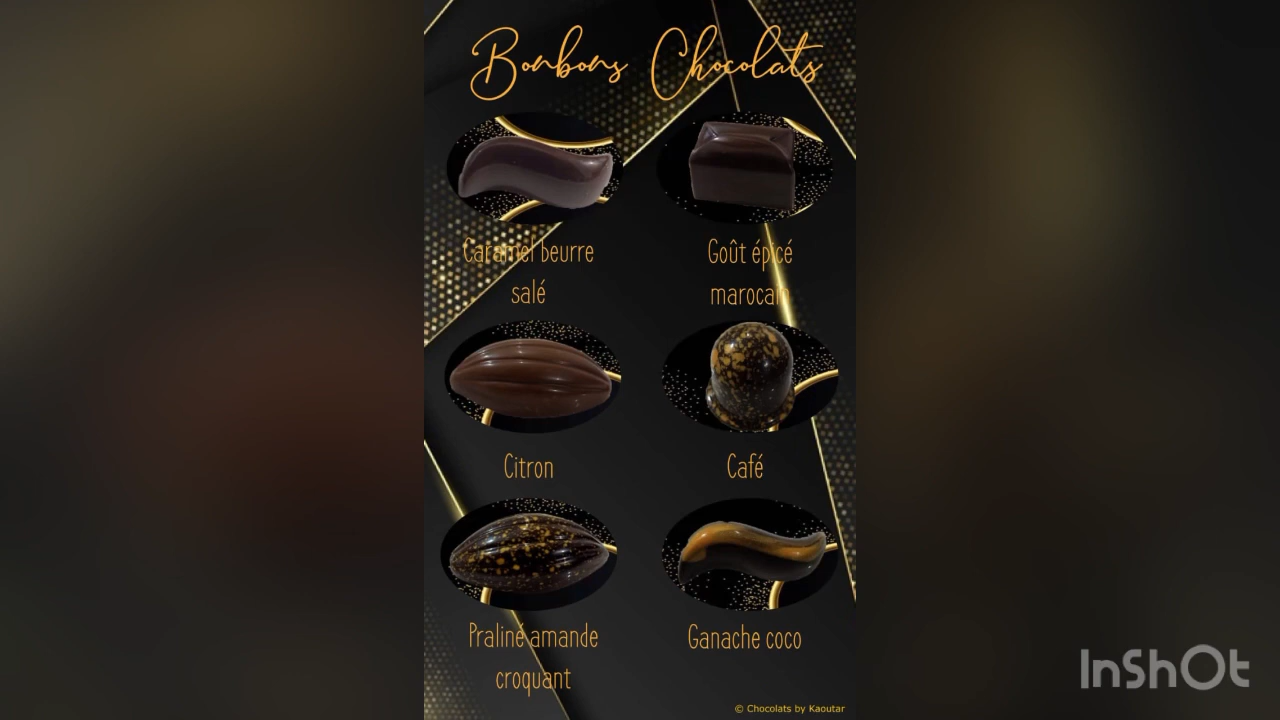 Bonbons Chocolats
Caramel beurre
salé
Goût épicé
marocain
Citron
Café
Praliné amande
croquant
Ganache coco
© Chocolats by Kaoutar
InShOt